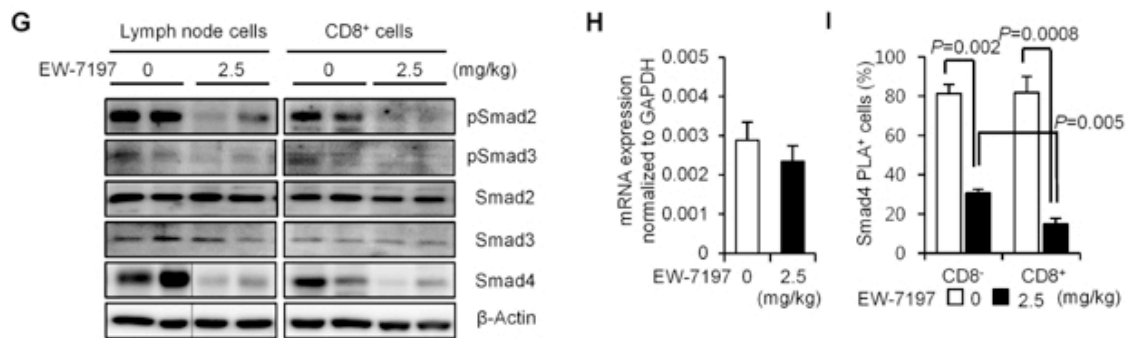 G
Lymph node cells CD8⁺ cells
EW-7197 0 2.5 0 2.5 (mg/kg)
pSmad2
pSmad3
Smad2
Smad3
Smad4
β-Actin
H
mRNA expression
normalized to GAPDH
0.005
0.004
0.003
0.002
0.001
0
EW-7197 0 2.5
(mg/kg)
I
Smad4 PLA⁺ cells (%)
100
80
60
40
20
0
P=0.002
P=0.0008
P=0.005
CD8⁻ CD8⁺
EW-7197 0 2.5 (mg/kg)